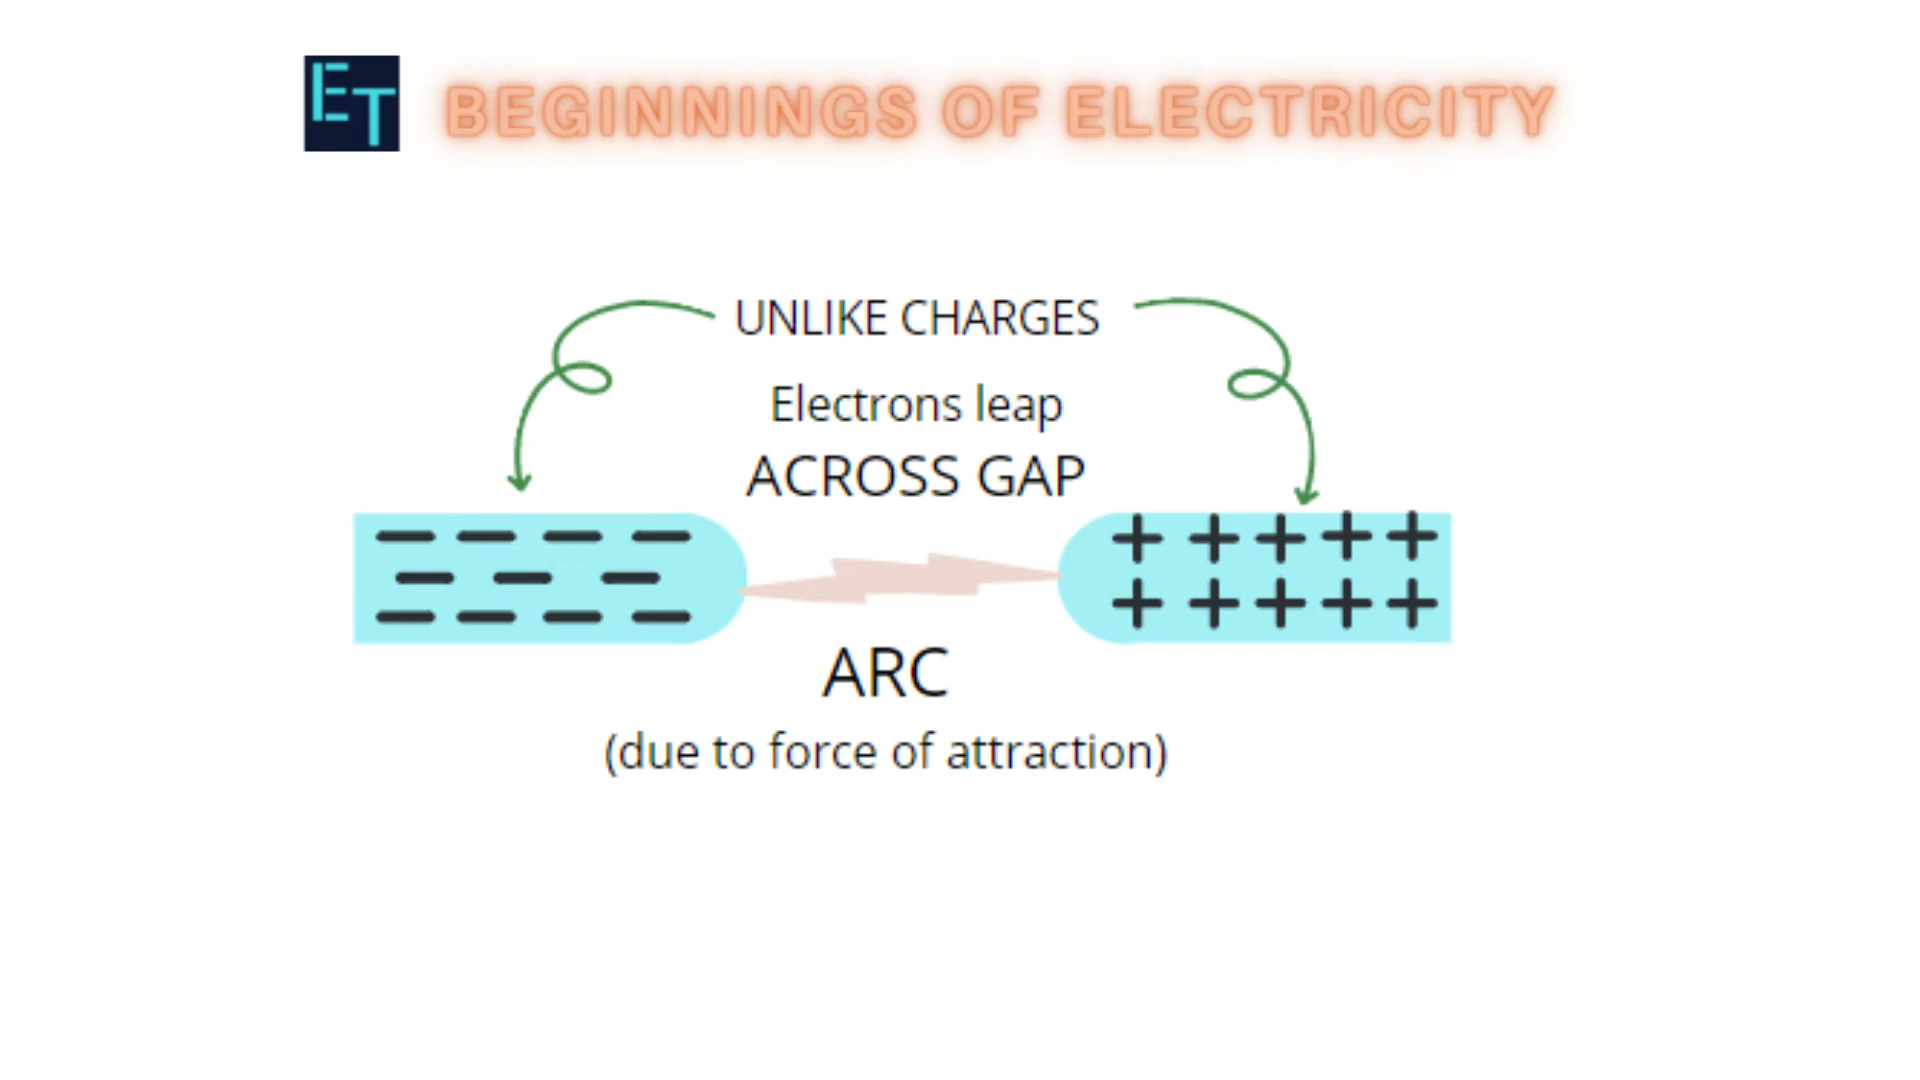 ET
BEGINNINGS OF ELECTRICITY
UNLIKE CHARGES
Electrons leap
ACROSS GAP
ARC
(due to force of attraction)